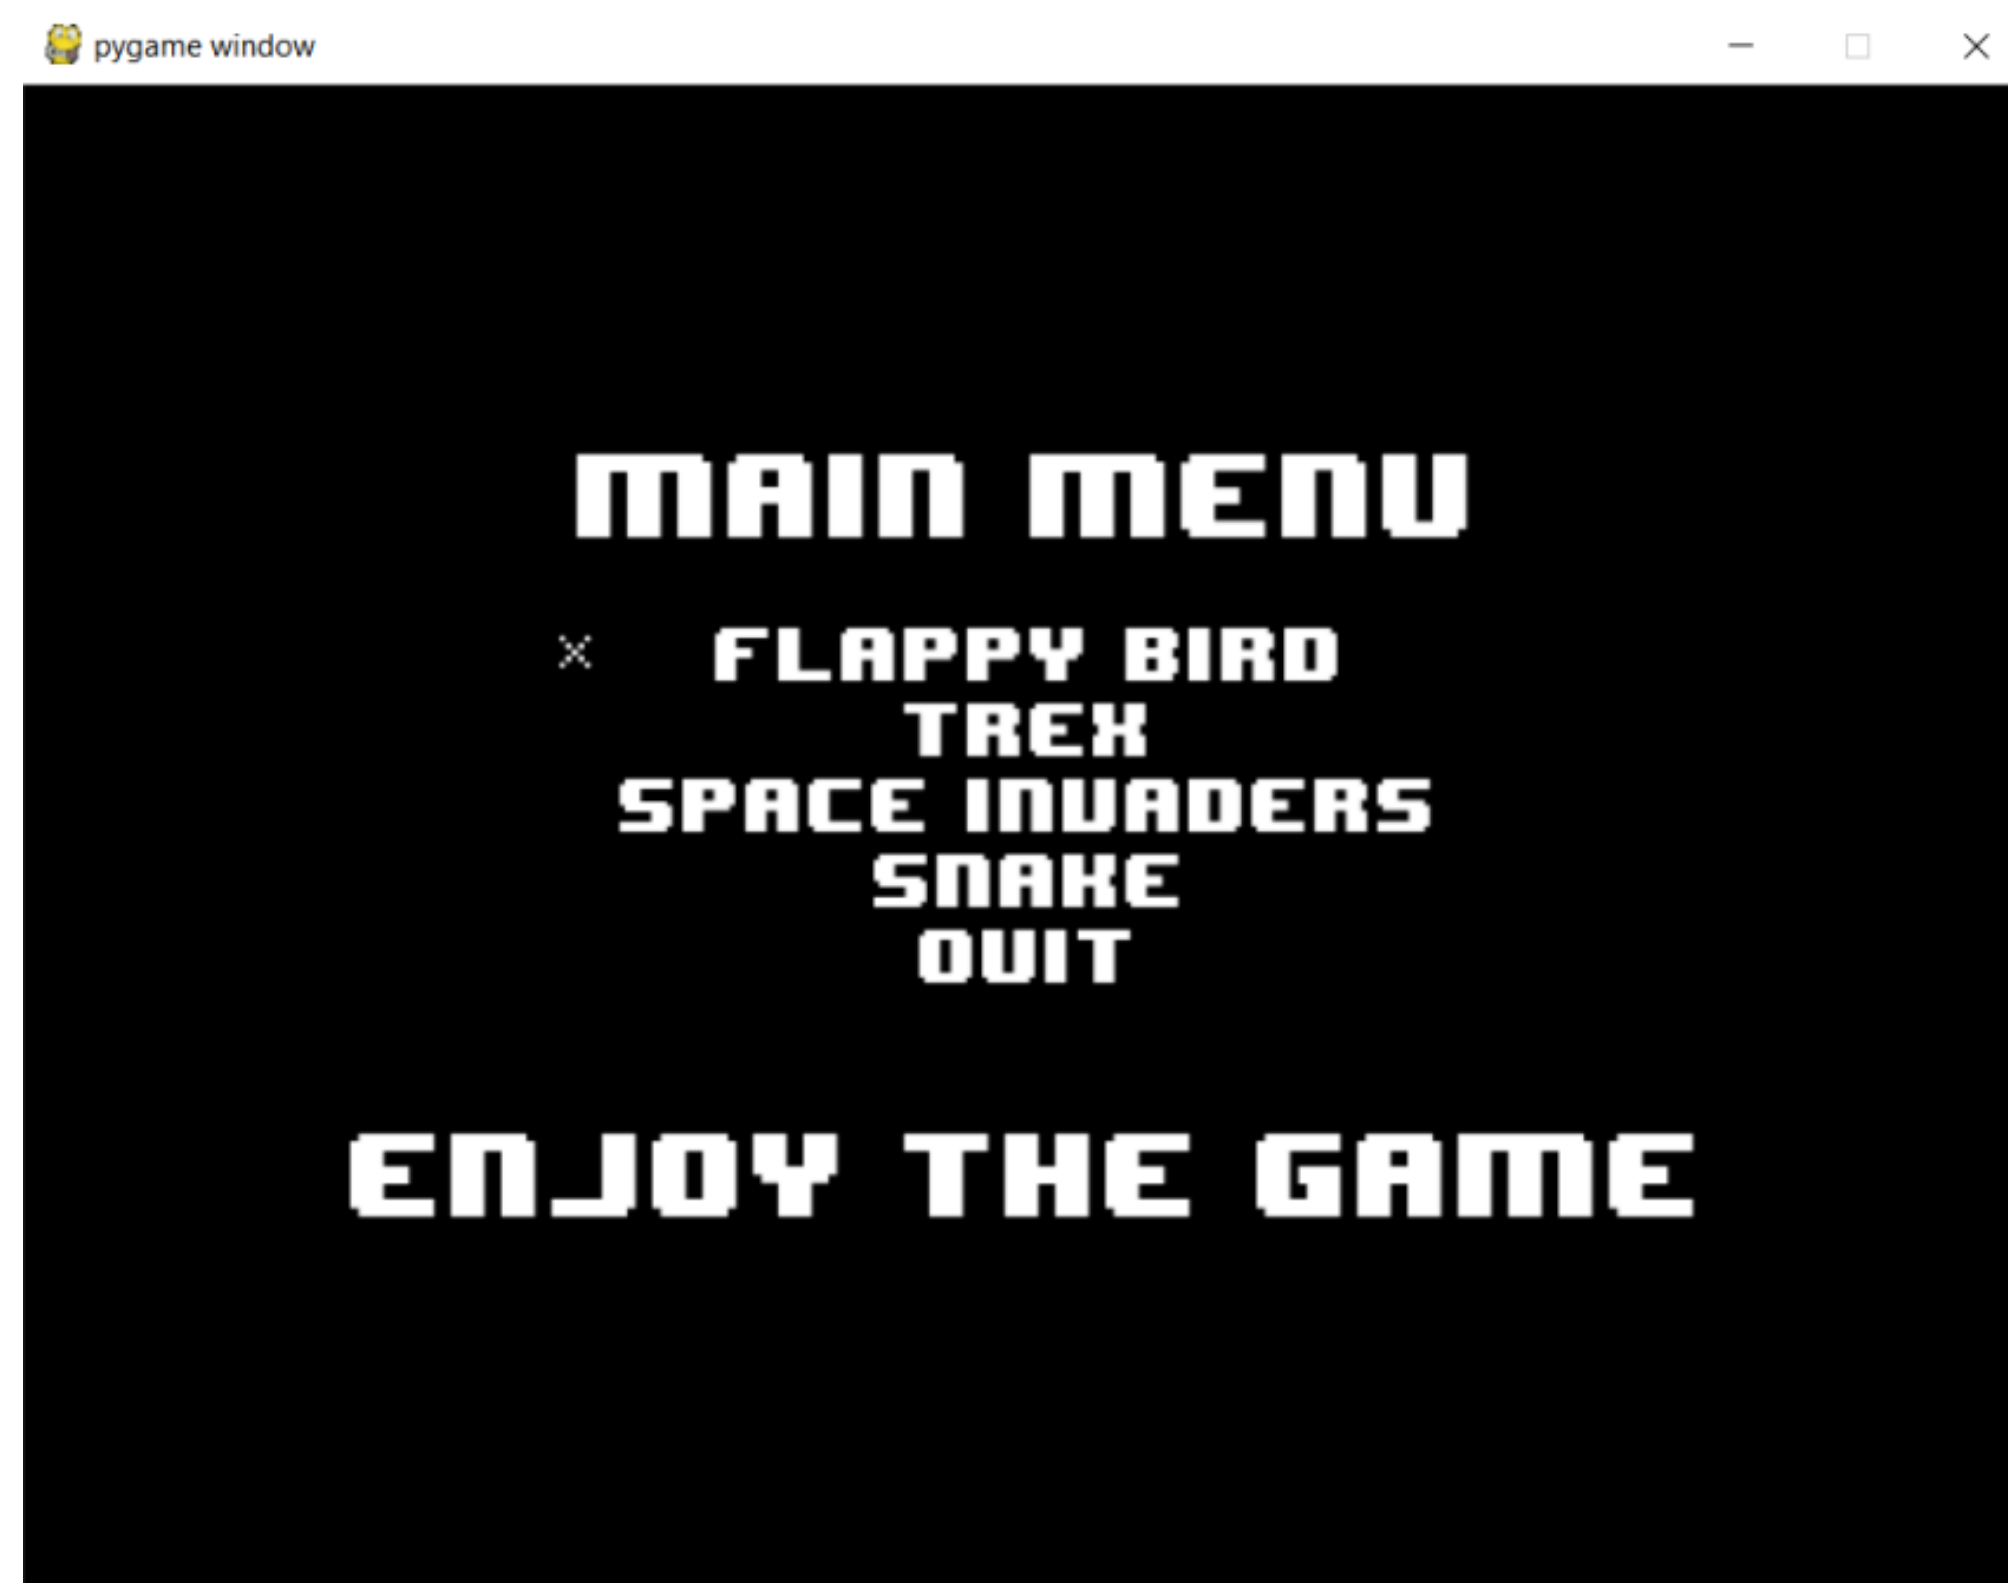 pygame window
MAIN MENU
× FLAPPY BIRD
TREX
SPACE INVADERS
SNAKE
QUIT
ENJOY THE GAME